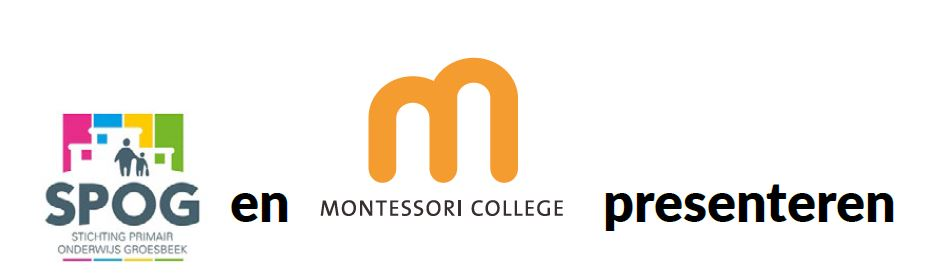 SPOG
STICHTING PRIMAIR
ONDERWIJS GROESBEEK
en
MONTESSORI COLLEGE
presenteren